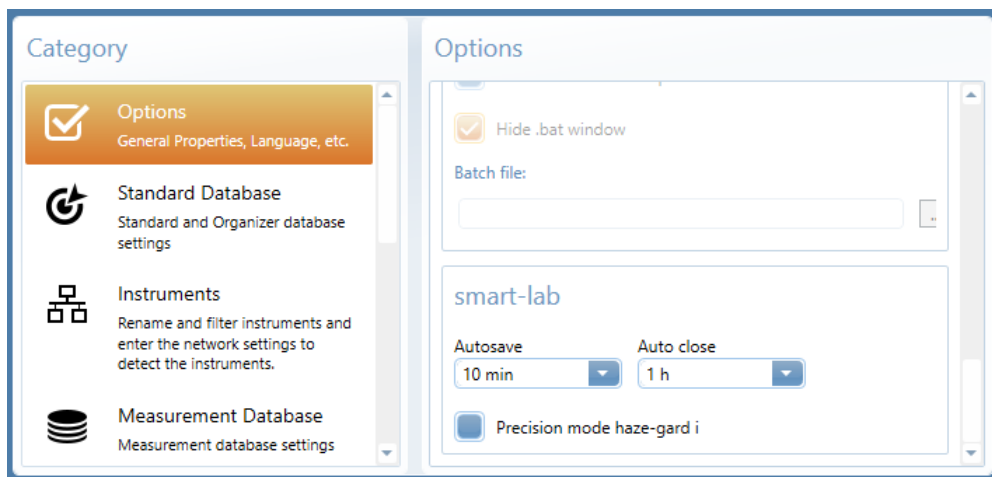 Category
Options
General Properties, Language, etc.
Standard Database
Standard and Organizer database
settings
Instruments
Rename and filter instruments and
enter the network settings to
detect the instruments.
Measurement Database
Measurement database settings
Options
Hide .bat window
Batch file:
..
smart-lab
Autosave
Auto close
10 min
1 h
Precision mode haze-gard i